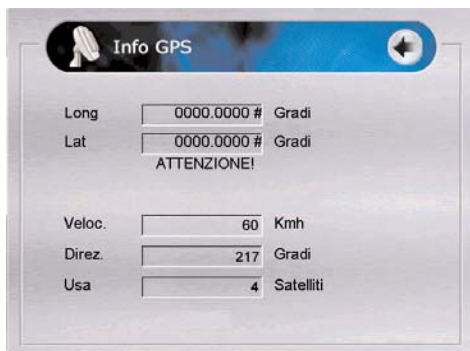 Info GPS
Long 0000.0000 # Gradi
Lat 0000.0000 # Gradi
ATTENZIONE!
Veloc. 60 Kmh
Direz. 217 Gradi
Usa 4 Satelliti